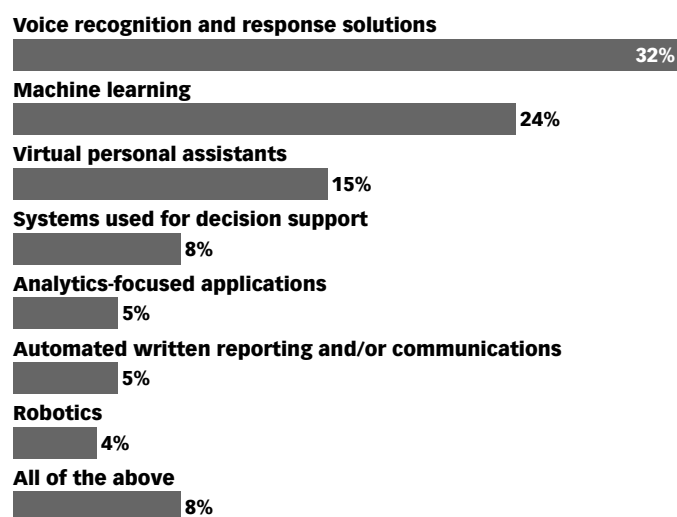 Voice recognition and response solutions
32%
Machine learning
24%
Virtual personal assistants
15%
Systems used for decision support
8%
Analytics-focused applications
5%
Automated written reporting and/or communications
5%
Robotics
4%
All of the above
8%